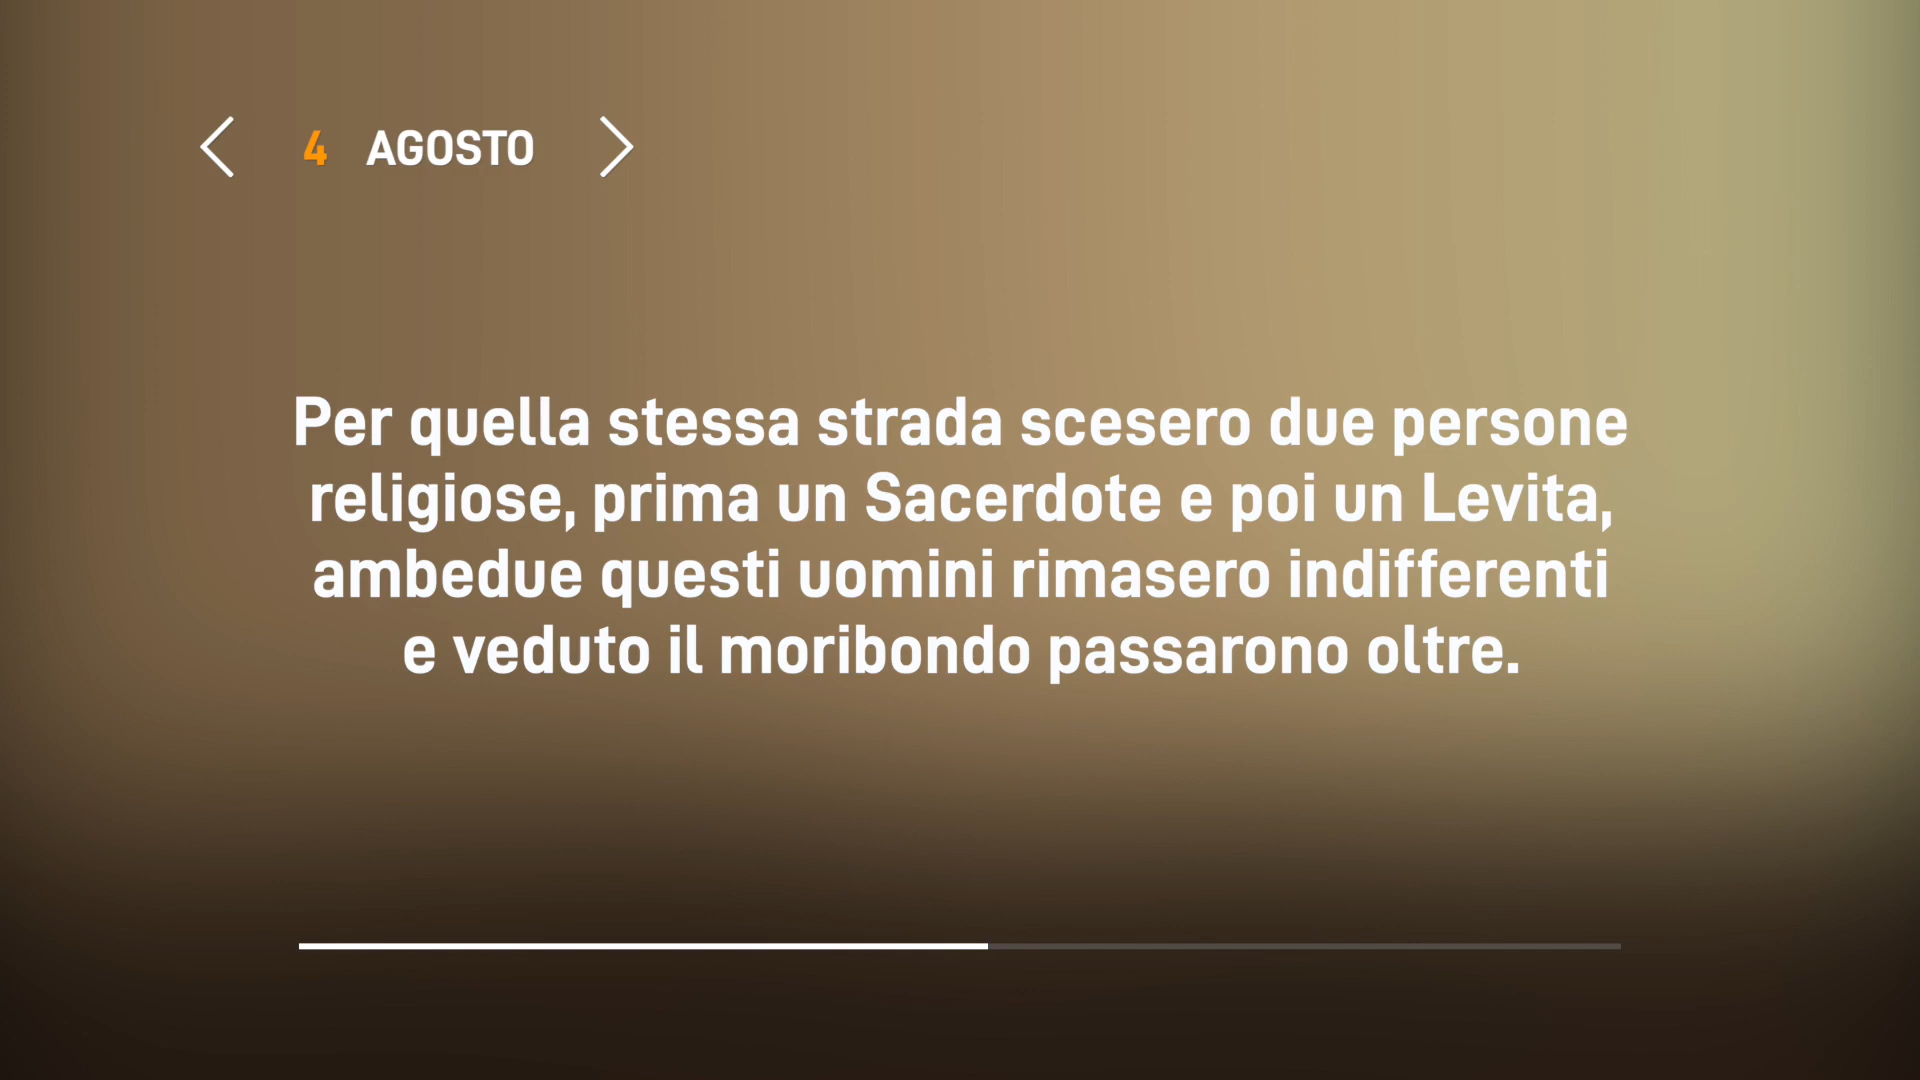 4 AGOSTO
Per quella stessa strada scesero due persone
religiose, prima un Sacerdote e poi un Levita,
ambedue questi uomini rimasero indifferenti
e veduto il moribondo passarono oltre.